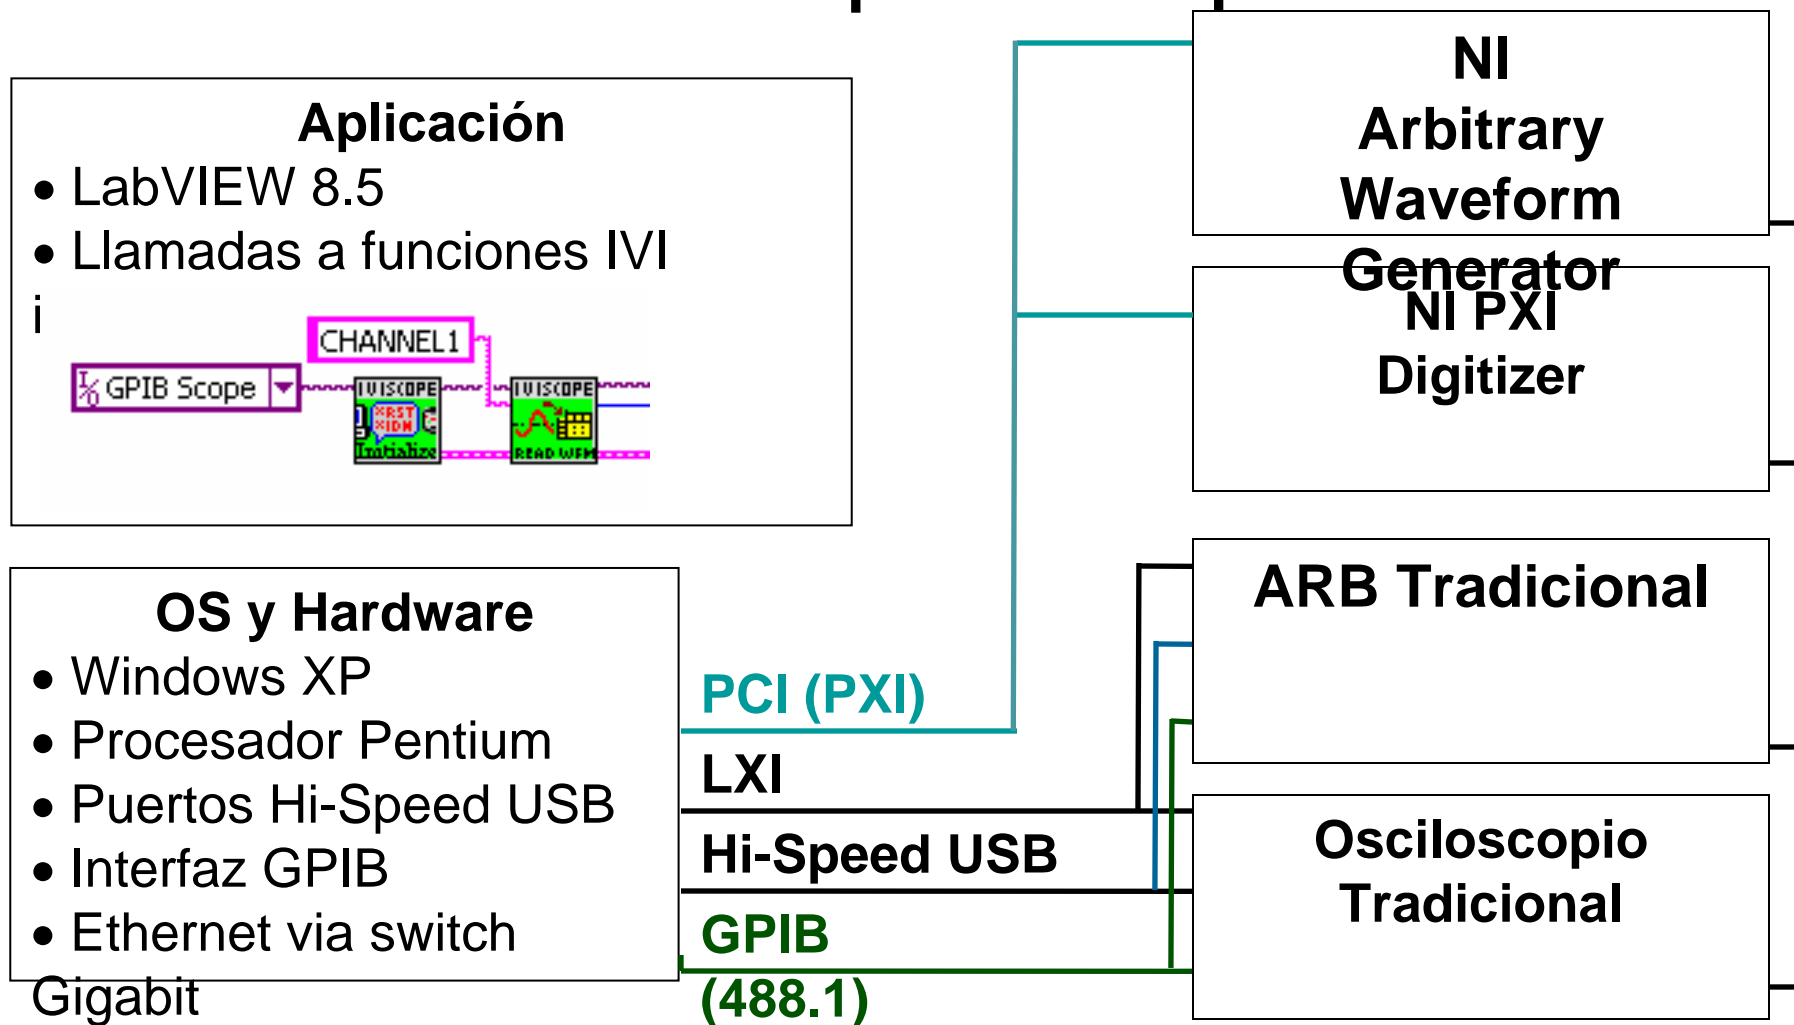 Aplicación
• LabVIEW 8.5
• Llamadas a funciones IVI
i
CHANNEL1
I/O GPIB Scope
IVISCOPE
*RST
*IDN
Initialize
IVISCOPE
READ WFM
OS y Hardware
• Windows XP
• Procesador Pentium
• Puertos Hi-Speed USB
• Interfaz GPIB
• Ethernet via switch
Gigabit
PCI (PXI)
LXI
Hi-Speed USB
GPIB
(488.1)
NI
Arbitrary
Waveform
Generator
NI PXI
Digitizer
ARB Tradicional
Osciloscopio
Tradicional